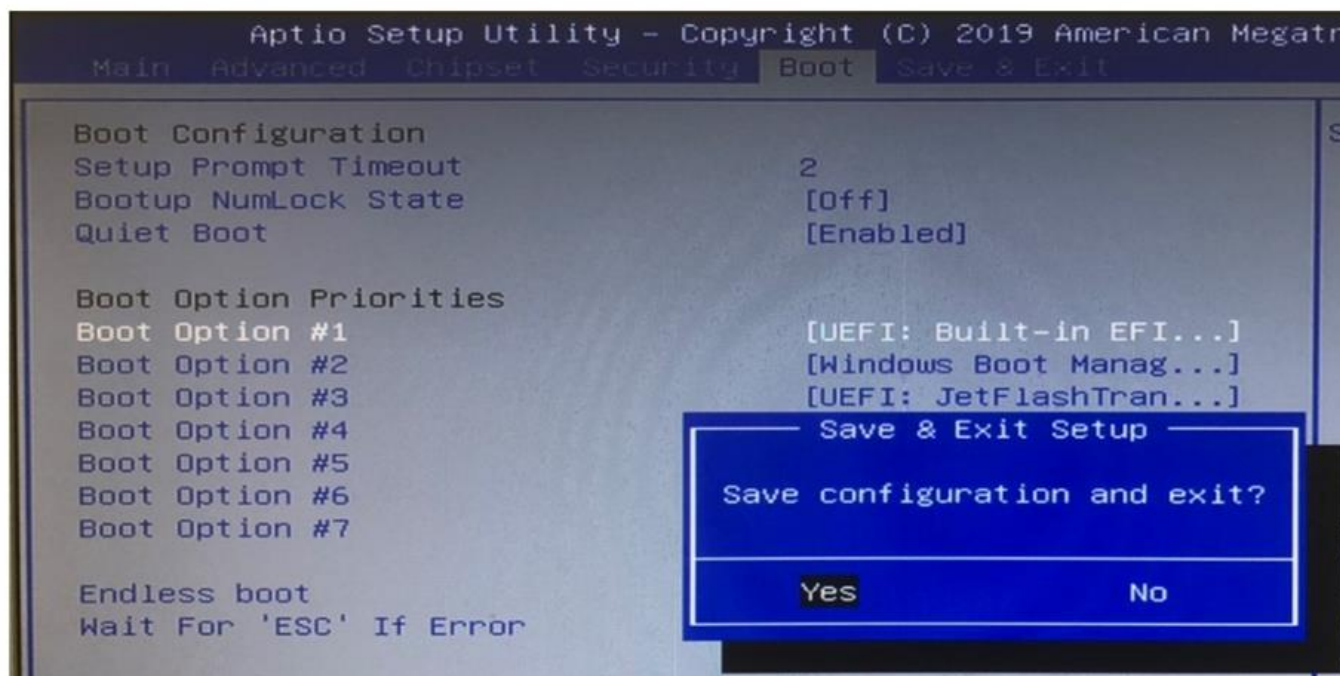 Aptio Setup Utility – Copyright (C) 2019 American Megatr
Main Advanced Chipset Security Boot Save & Exit
Boot Configuration
Setup Prompt Timeout 2
Bootup NumLock State [Off]
Quiet Boot [Enabled]
Boot Option Priorities
Boot Option #1 [UEFI: Built-in EFI...]
Boot Option #2 [Windows Boot Manag...]
Boot Option #3 [UEFI: JetFlashTran...]
Boot Option #4
Boot Option #5
Boot Option #6
Boot Option #7
Endless boot
Wait For 'ESC' If Error
Save & Exit Setup
Save configuration and exit?
Yes No